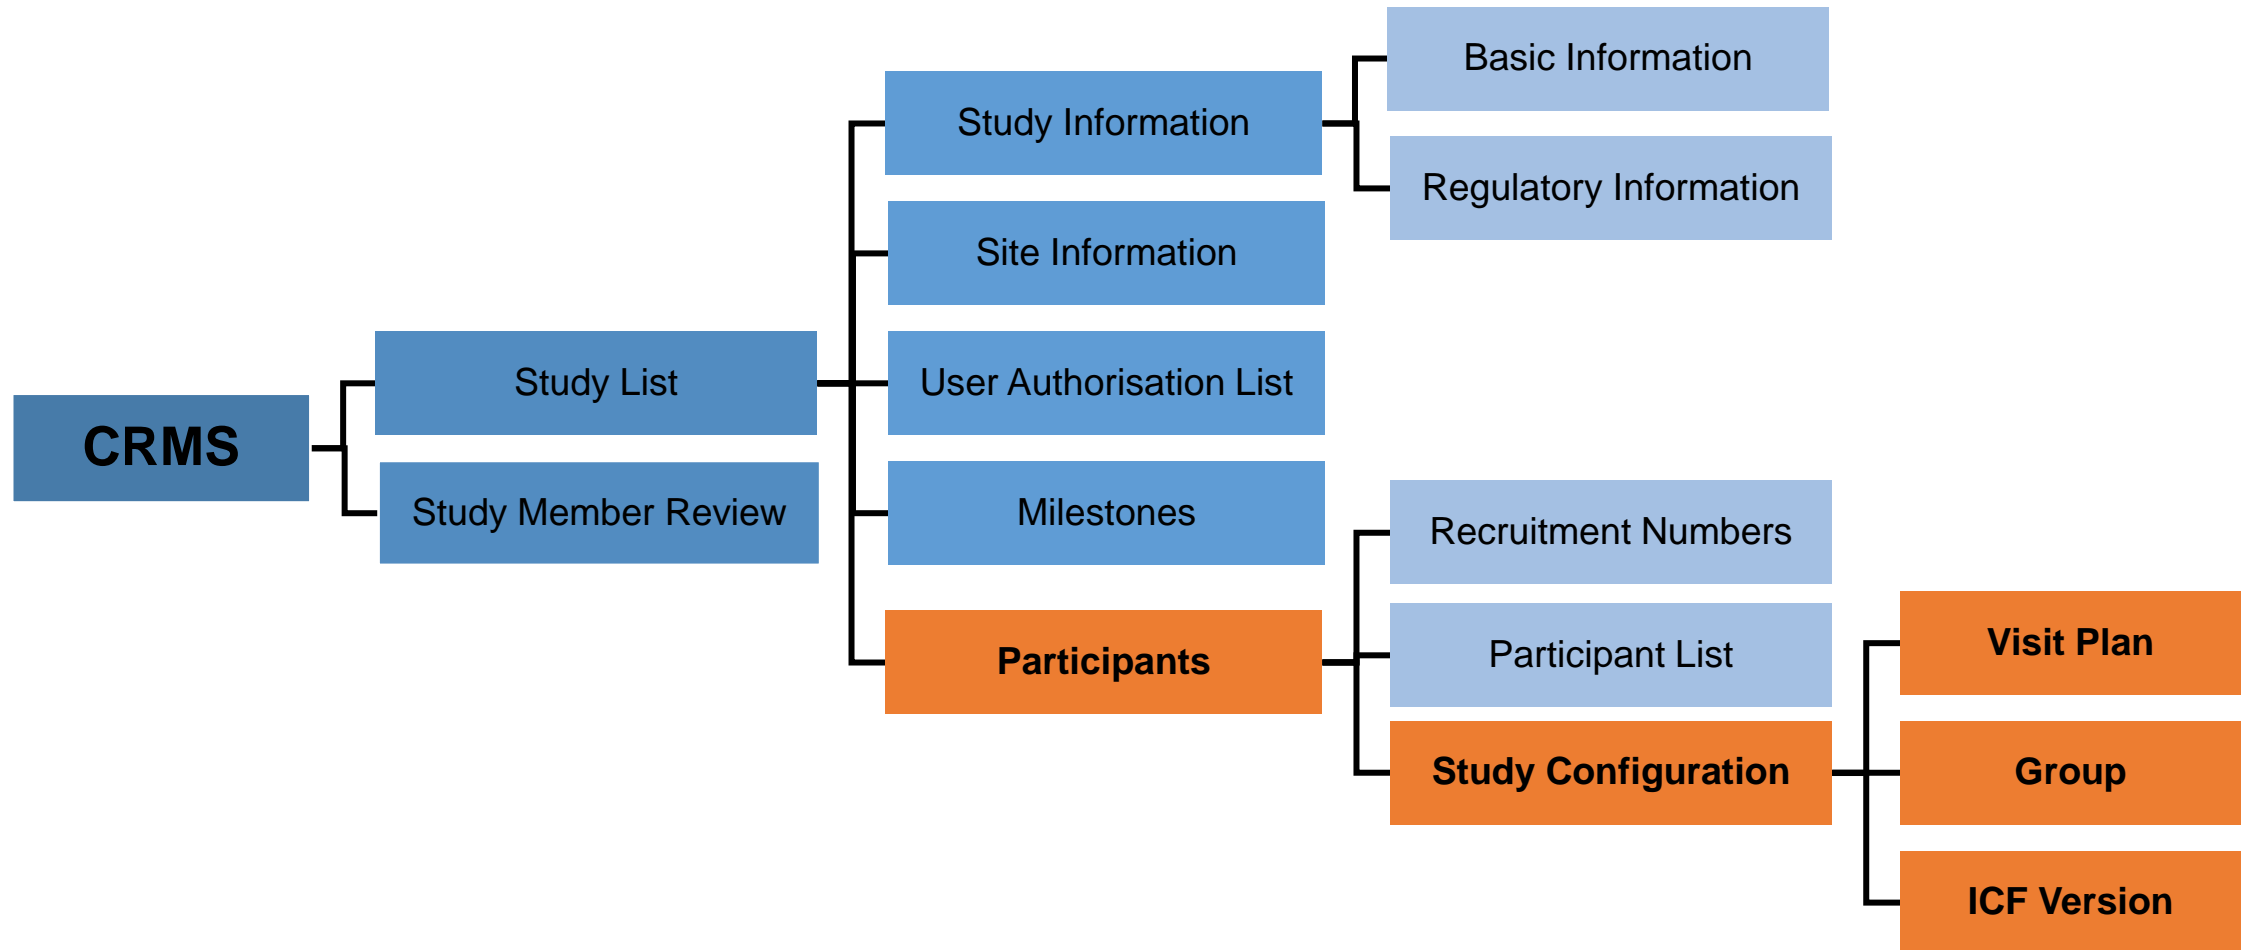 CRMS
Study List
Study Member Review
Study Information
Site Information
User Authorisation List
Milestones
Participants
Basic Information
Regulatory Information
Recruitment Numbers
Participant List
Study Configuration
Visit Plan
Group
ICF Version